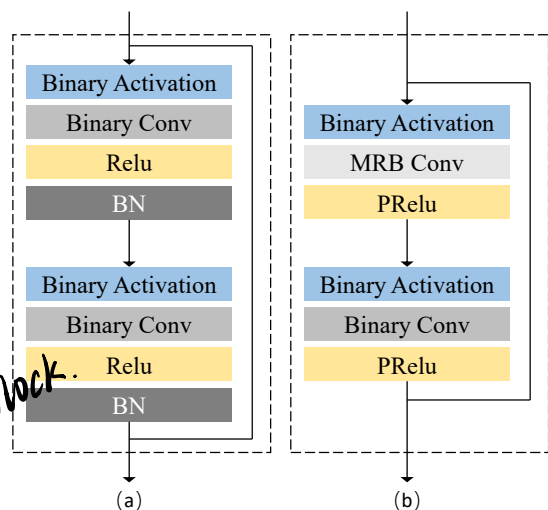 Binary Activation
Binary Conv
Relu
BN
Binary Activation
Binary Conv
Relu
BN
(a)
Binary Activation
MRB Conv
PRelu
Binary Activation
Binary Conv
PRelu
(b)